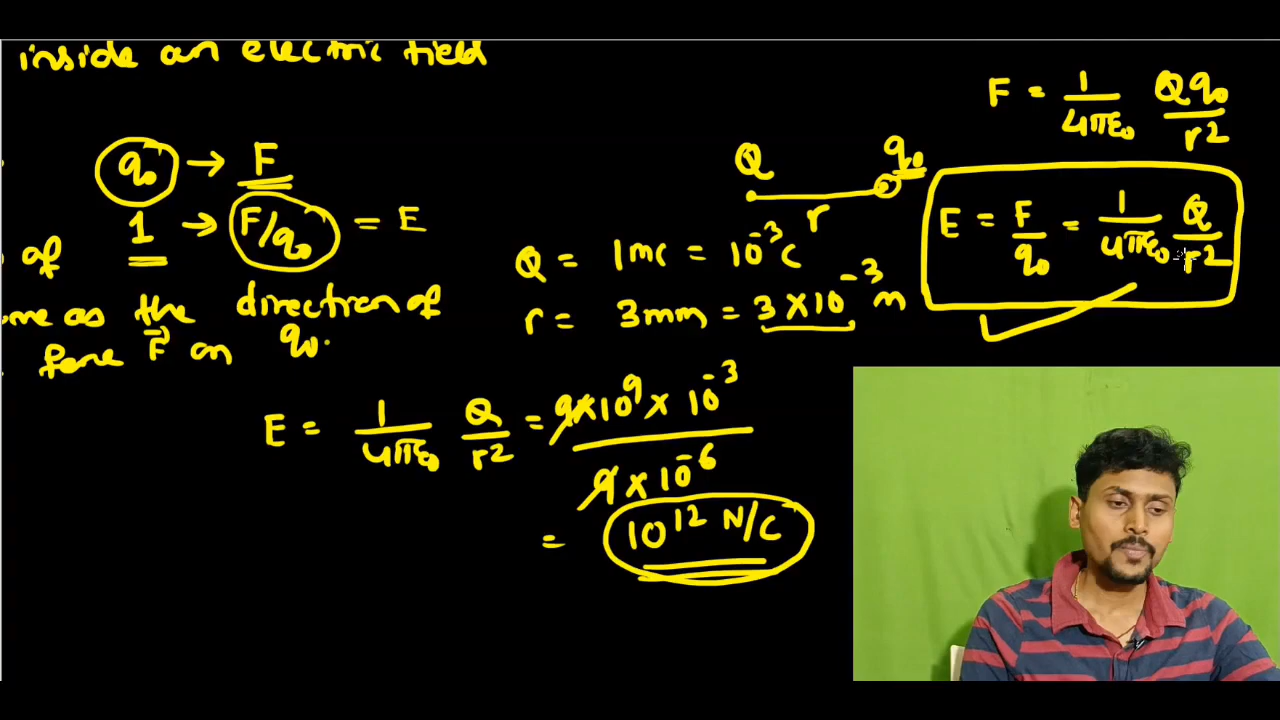 inside an electric field
F = 1/4πε₀ Qq₀/r²
q₀ → F
1 → F/q₀ = E
of
me as the direction of
force F⃗ on q₀.
Q q₀
r
E = F/q₀ = 1/4πε₀ Q/r²
Q = 1mC = 10⁻³C
r = 3mm = 3×10⁻³ m
E = 1/4πε₀ Q/r² = 9×10⁹ × 10⁻³ / 9×10⁻⁶
= 10¹² N/C